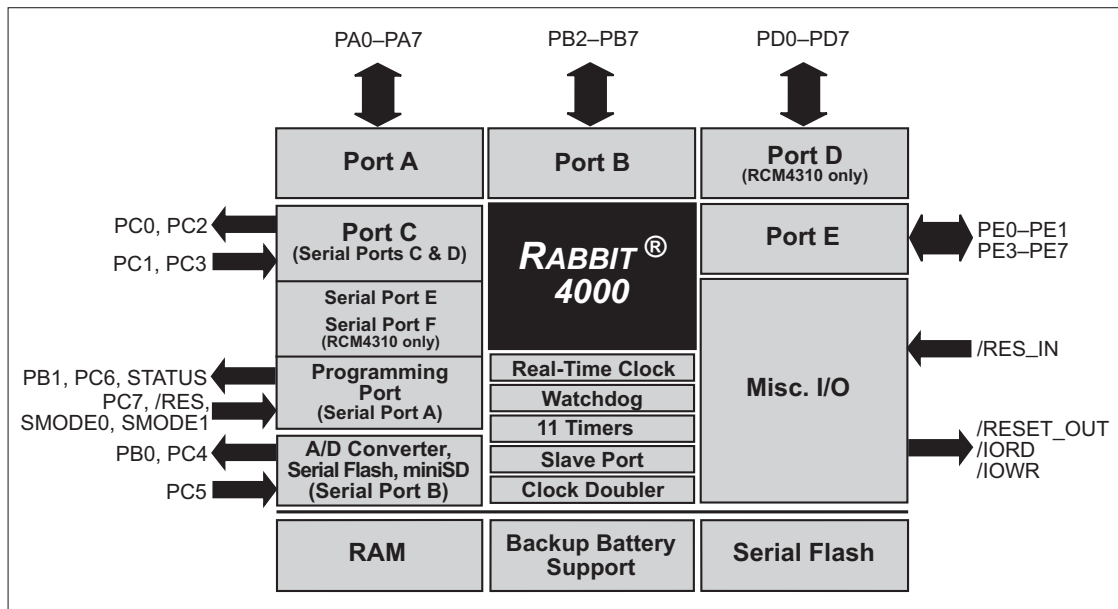 PA0–PA7
PB2–PB7
PD0–PD7
Port A
Port B
Port D
(RCM4310 only)
PC0, PC2
PC1, PC3
Port C
(Serial Ports C & D)
Serial Port E
Serial Port F
(RCM4310 only)
PB1, PC6, STATUS
PC7, /RES,
SMODE0, SMODE1
Programming
Port
(Serial Port A)
PB0, PC4
PC5
A/D Converter,
Serial Flash, miniSD
(Serial Port B)
RABBIT ®
4000
Real-Time Clock
Watchdog
11 Timers
Slave Port
Clock Doubler
Port E
PE0–PE1
PE3–PE7
Misc. I/O
/RES_IN
/RESET_OUT
/IORD
/IOWR
RAM
Backup Battery
Support
Serial Flash